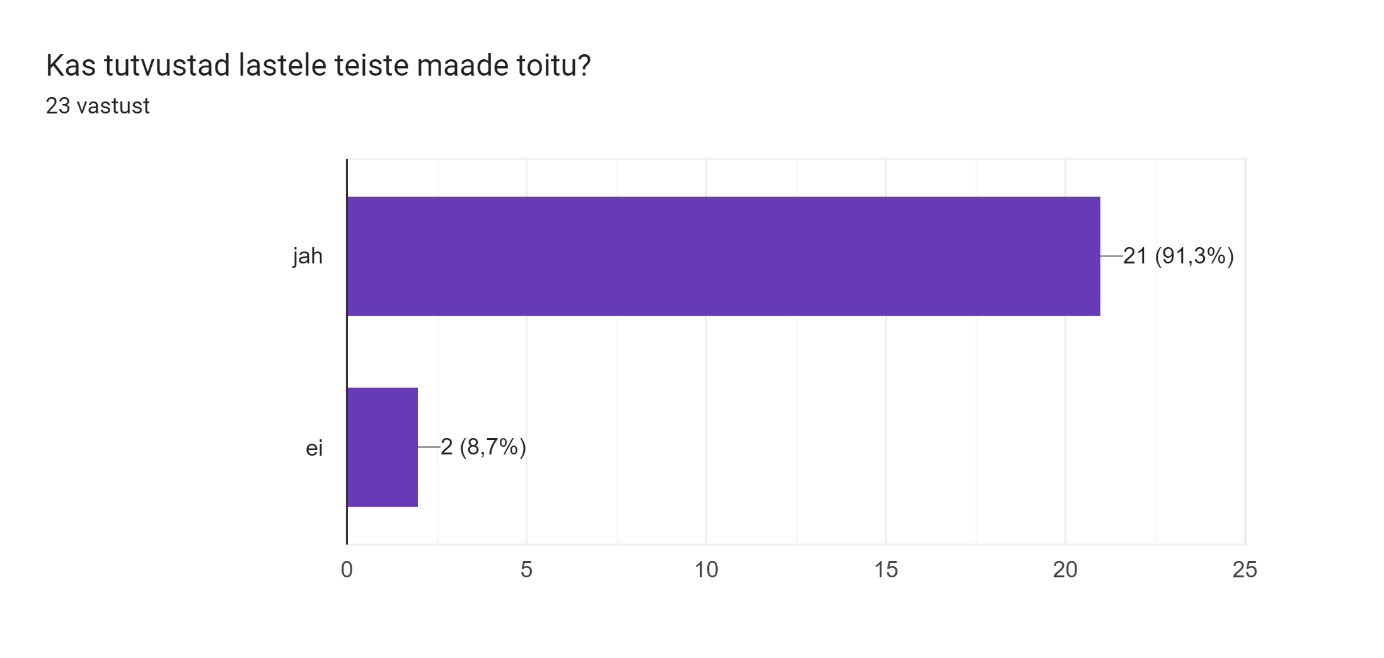 Kas tutvustad lastele teiste maade toitu?
23 vastust
jah
21 (91,3%)
ei
2 (8,7%)
0 5 10 15 20 25